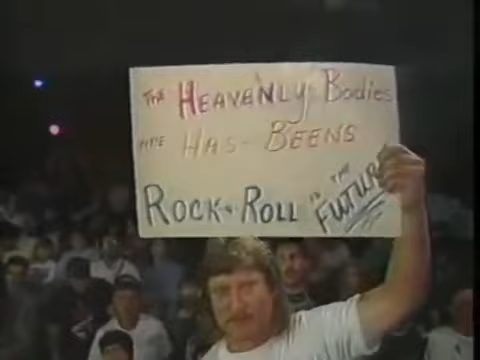 The HEAVENLY Bodies
ARE HAS-BEENS
ROCK-N-ROLL is THE FUTURE